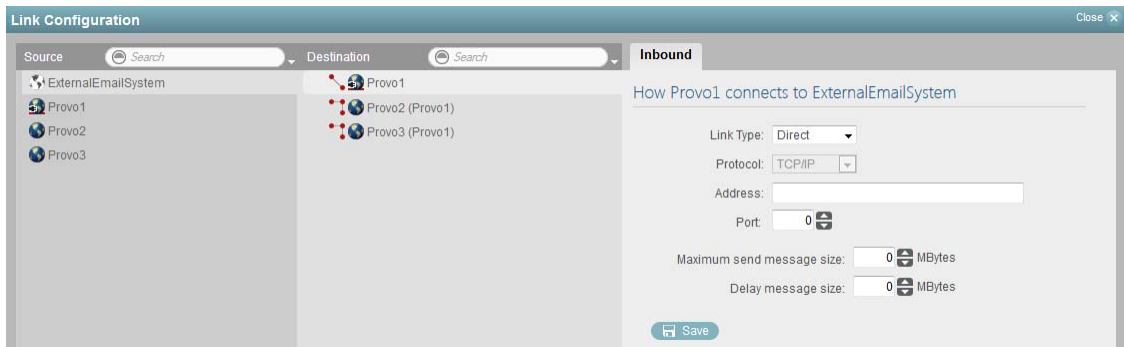 Link Configuration
Close
Source
Search
Destination
Search
Inbound
ExternalEmailSystem
Provo1
Provo2
Provo3
Provo1
Provo2 (Provo1)
Provo3 (Provo1)
How Provo1 connects to ExternalEmailSystem
Link Type: Direct
Protocol: TCP/IP
Address:
Port: 0
Maximum send message size: 0 MBytes
Delay message size: 0 MBytes
Save